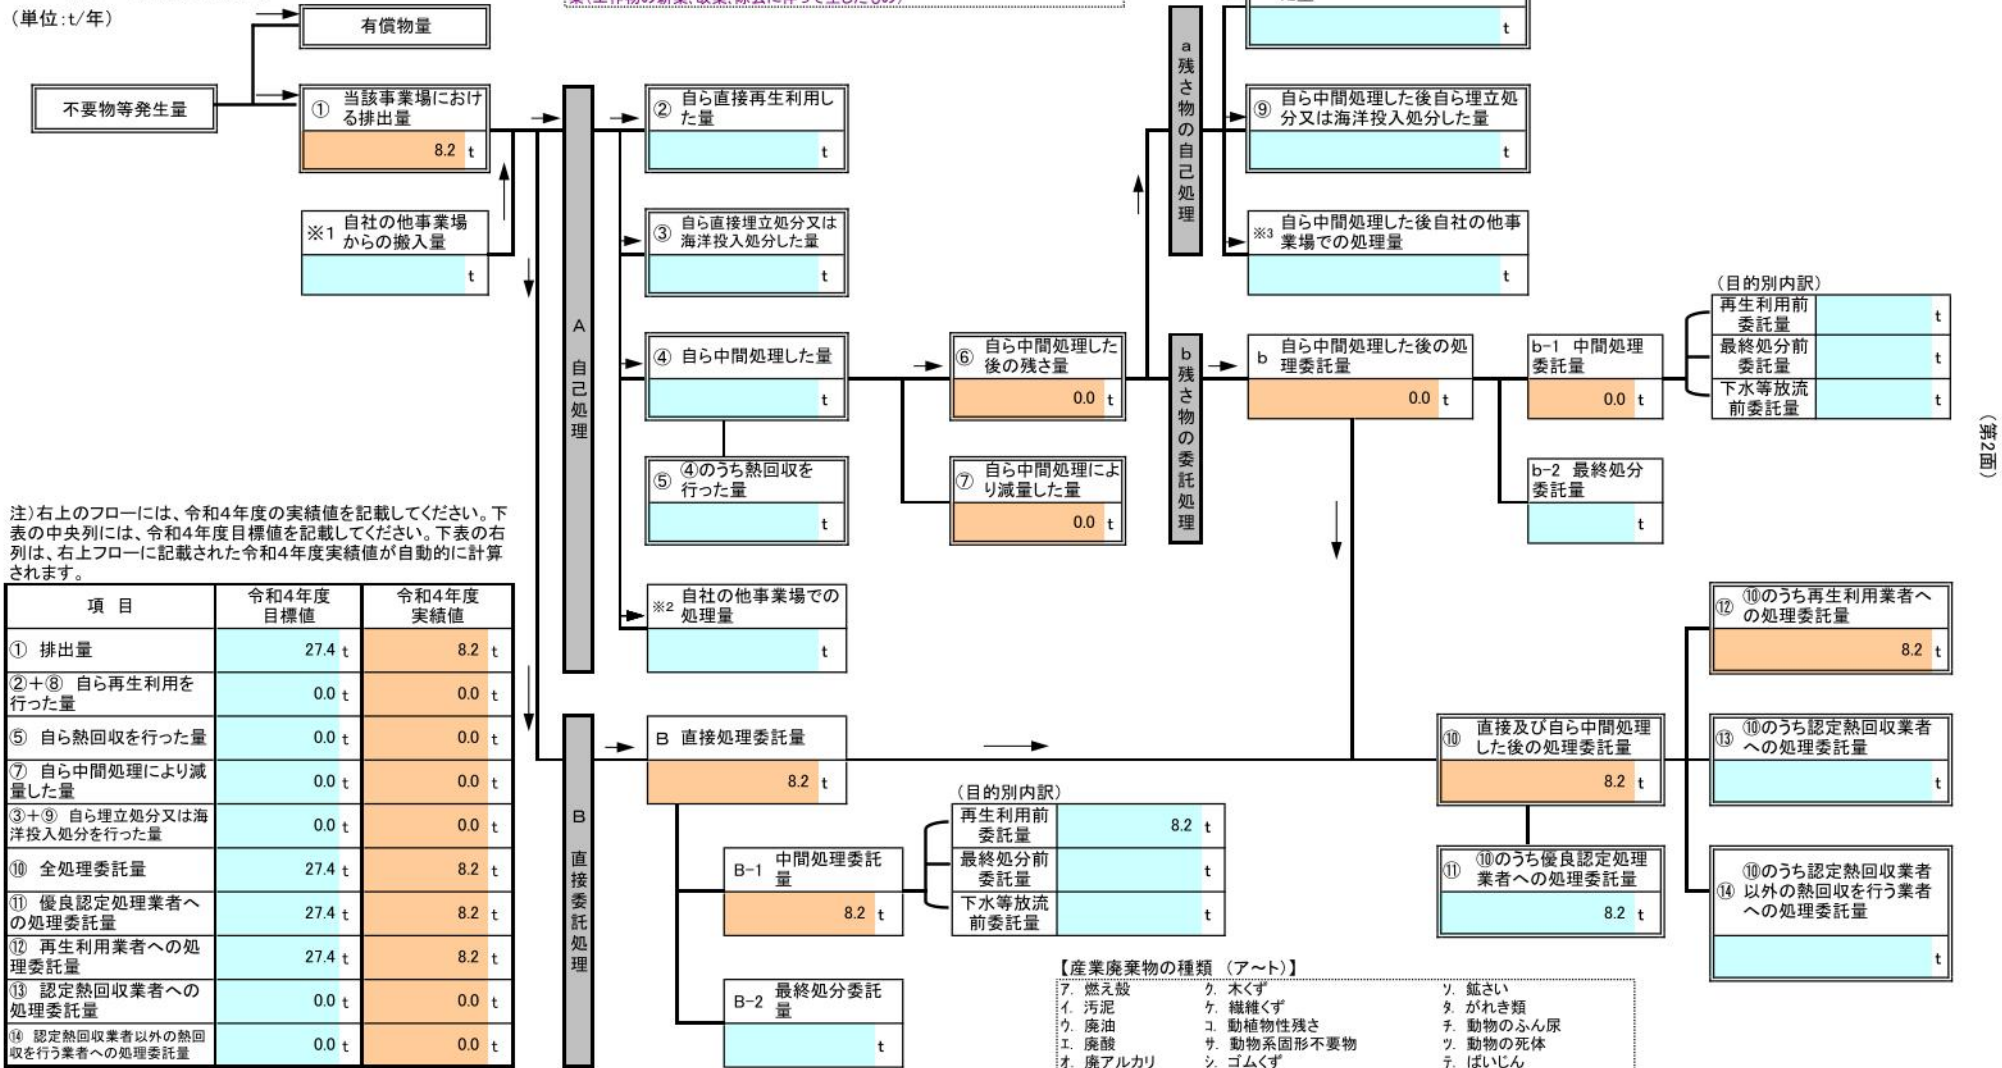 (単位:t/年)
有償物量
不要物等発生量
① 当該事業場におけ
る排出量
8.2 t
※1 自社の他事業場
からの搬入量
t
A 自己処理
② 自ら直接再生利用し
た量
t
③ 自ら直接埋立処分又は
海洋投入処分した量
t
④ 自ら中間処理した量
t
⑤ ④のうち熱回収を
行った量
t
※2 自社の他事業場での
処理量
t
⑥ 自ら中間処理した
後の残さ量
0.0 t
⑦ 自ら中間処理によ
り減量した量
0.0 t
a 残さ物の自己処理
t
⑨ 自ら中間処理した後自ら埋立処
分又は海洋投入処分した量
t
※3 自ら中間処理した後自社の他事
業場での処理量
t
b 残さ物の委託処理
b 自ら中間処理した後の処
理委託量
0.0 t
b-1 中間処理
委託量
0.0 t
(目的別内訳)
再生利用前
委託量
t
最終処分前
委託量
t
下水等放流
前委託量
t
b-2 最終処分
委託量
t
(第2面)
注)右上のフローには、令和4年度の実績値を記載してください。下
表の中央列には、令和4年度目標値を記載してください。下表の右
列は、右上フローに記載された令和4年度実績値が自動的に計算
されます。
項 目 令和4年度 目標値 令和4年度 実績値
① 排出量 27.4 t 8.2 t
②+⑧ 自ら再生利用を
行った量 0.0 t 0.0 t
⑤ 自ら熱回収を行った量 0.0 t 0.0 t
⑦ 自ら中間処理により減
量した量 0.0 t 0.0 t
③+⑨ 自ら埋立処分又は海
洋投入処分を行った量 0.0 t 0.0 t
⑩ 全処理委託量 27.4 t 8.2 t
⑪ 優良認定処理業者へ
の処理委託量 27.4 t 8.2 t
⑫ 再生利用業者への処
理委託量 27.4 t 8.2 t
⑬ 認定熱回収業者への
処理委託量 0.0 t 0.0 t
⑭ 認定熱回収業者以外の熱回
収を行う業者への処理委託量 0.0 t 0.0 t
B 直接委託処理
B 直接処理委託量
8.2 t
B-1 中間処理委託
量
8.2 t
(目的別内訳)
再生利用前
委託量
8.2 t
最終処分前
委託量
t
下水等放流
前委託量
t
B-2 最終処分委託
量
t
⑩ 直接及び自ら中間処理
した後の処理委託量
8.2 t
⑪ ⑩のうち優良認定処理
業者への処理委託量
8.2 t
⑫ ⑩のうち再生利用業者へ
の処理委託量
8.2 t
⑬ ⑩のうち認定熱回収業者
への処理委託量
t
⑭ ⑩のうち認定熱回収業者
以外の熱回収を行う業者
への処理委託量
t
【産業廃棄物の種類 (ア~ト)】
ア. 燃え殻 ク. 木くず ソ. 鉱さい
イ. 汚泥 ケ. 繊維くず タ. がれき類
ウ. 廃油 コ. 動植物性残さ チ. 動物のふん尿
エ. 廃酸 サ. 動物系固形不要物 ツ. 動物の死体
オ. 廃アルカリ シ. ゴムくず テ. ばいじん